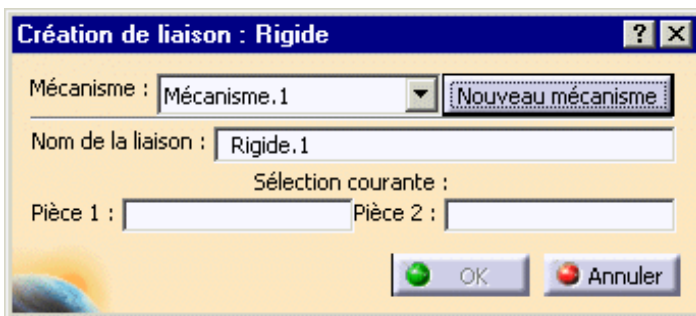 Création de liaison : Rigide
Mécanisme : Mécanisme.1 Nouveau mécanisme
Nom de la liaison : Rigide.1
Sélection courante :
Pièce 1 : Pièce 2 :
OK Annuler